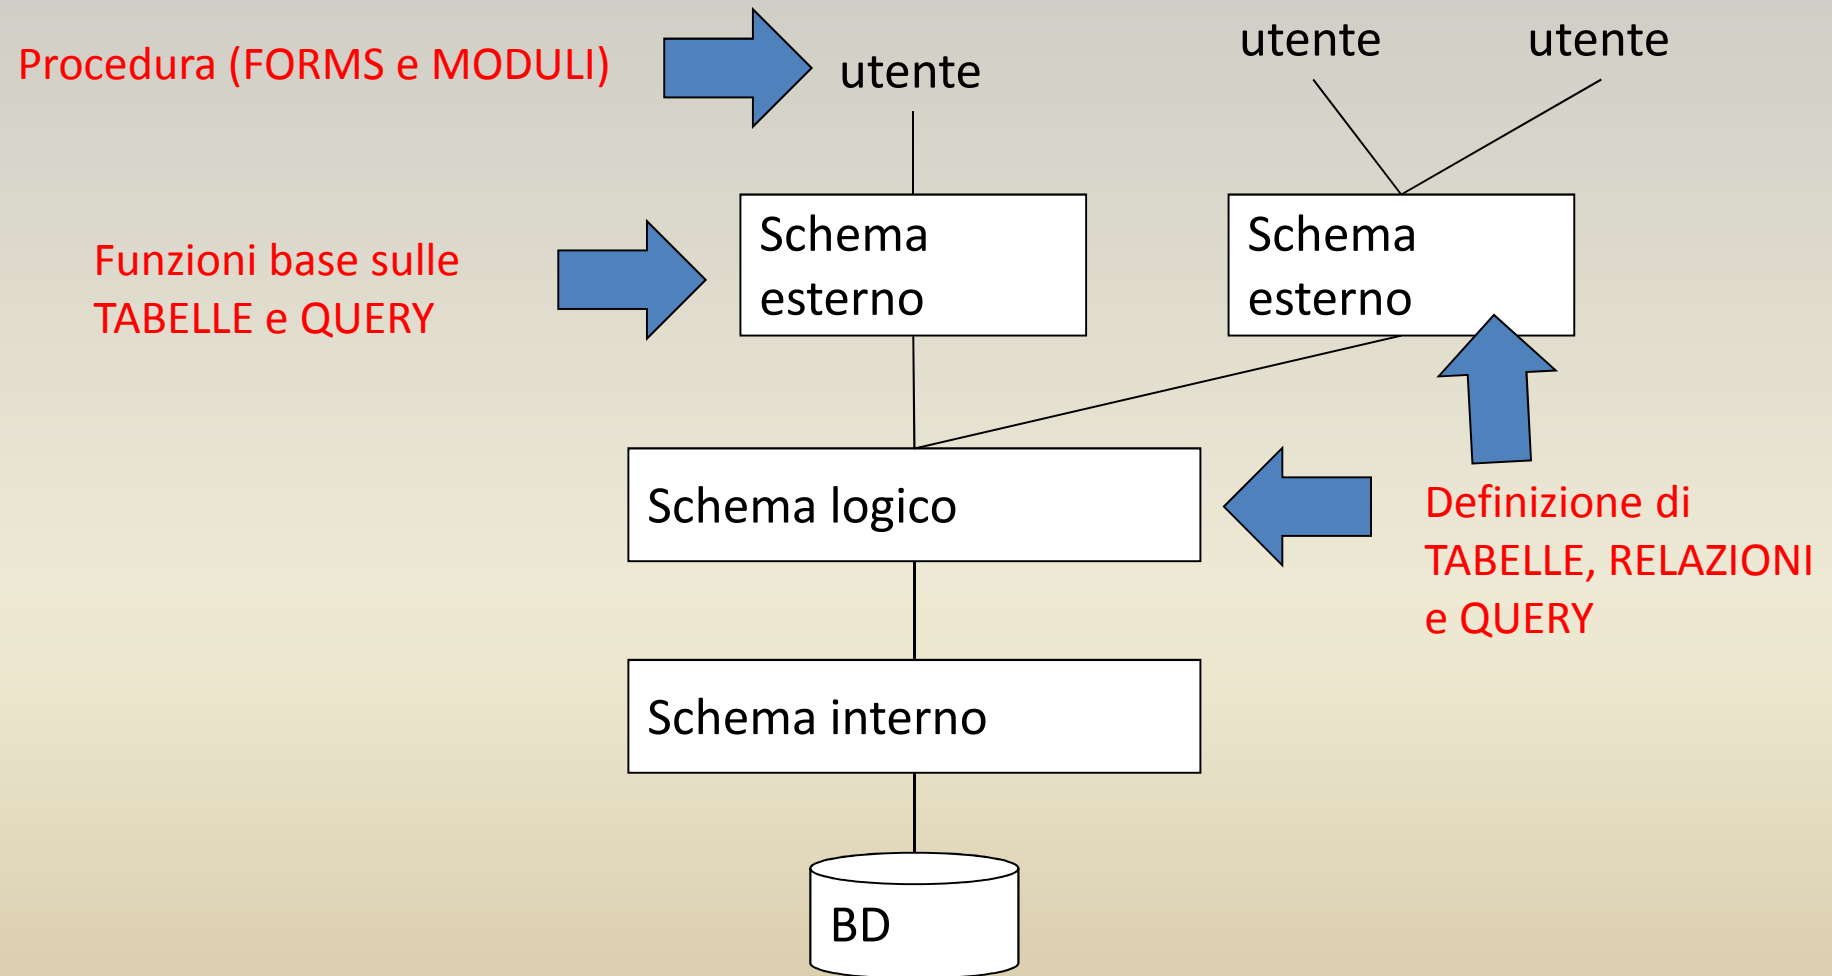 Procedura (FORMS e MODULI)
utente
utente
utente
Funzioni base sulle
TABELLE e QUERY
Schema
esterno
Schema
esterno
Schema logico
Definizione di
TABELLE, RELAZIONI
e QUERY
Schema interno
BD